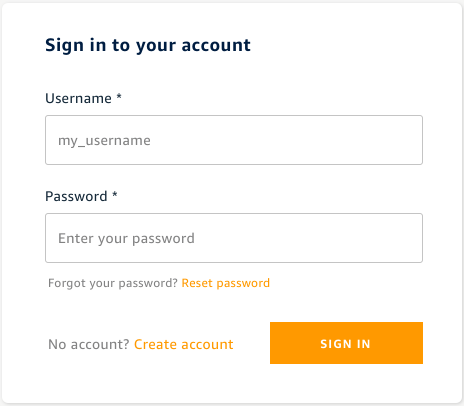 Sign in to your account
Username *
my_username
Password *
Enter your password
Forgot your password? Reset password
No account? Create account
SIGN IN